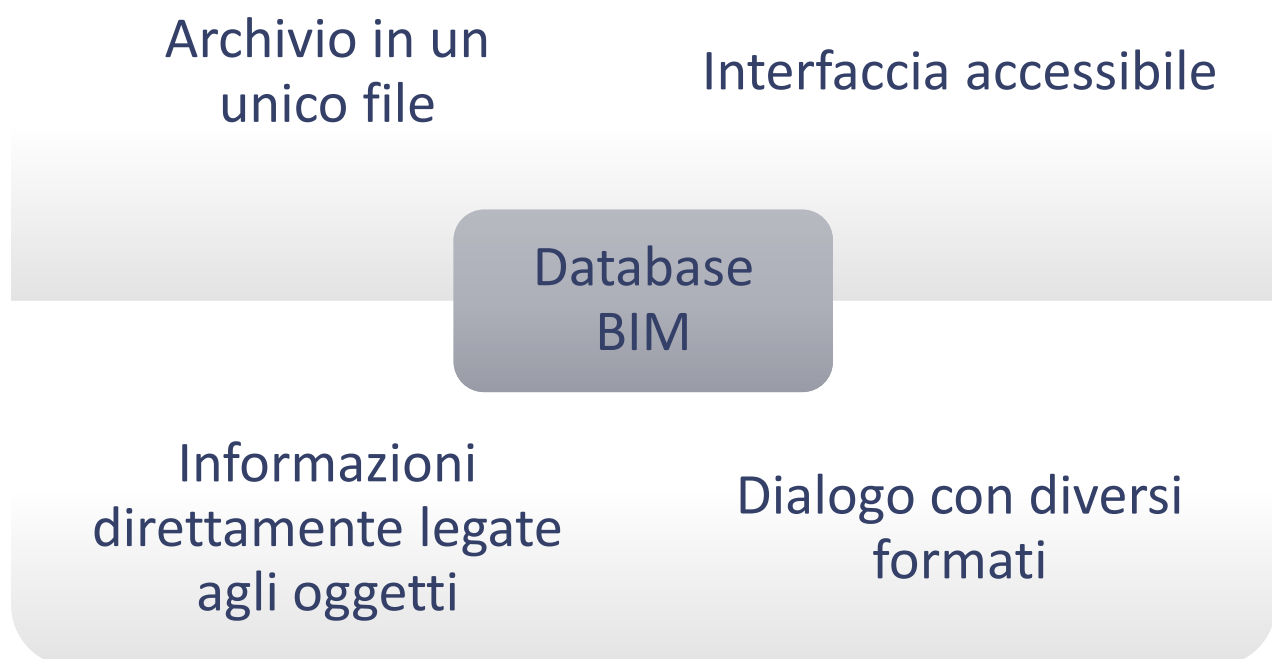 Archivio in un
unico file
Interfaccia accessibile
Database
BIM
Informazioni
direttamente legate
agli oggetti
Dialogo con diversi
formati